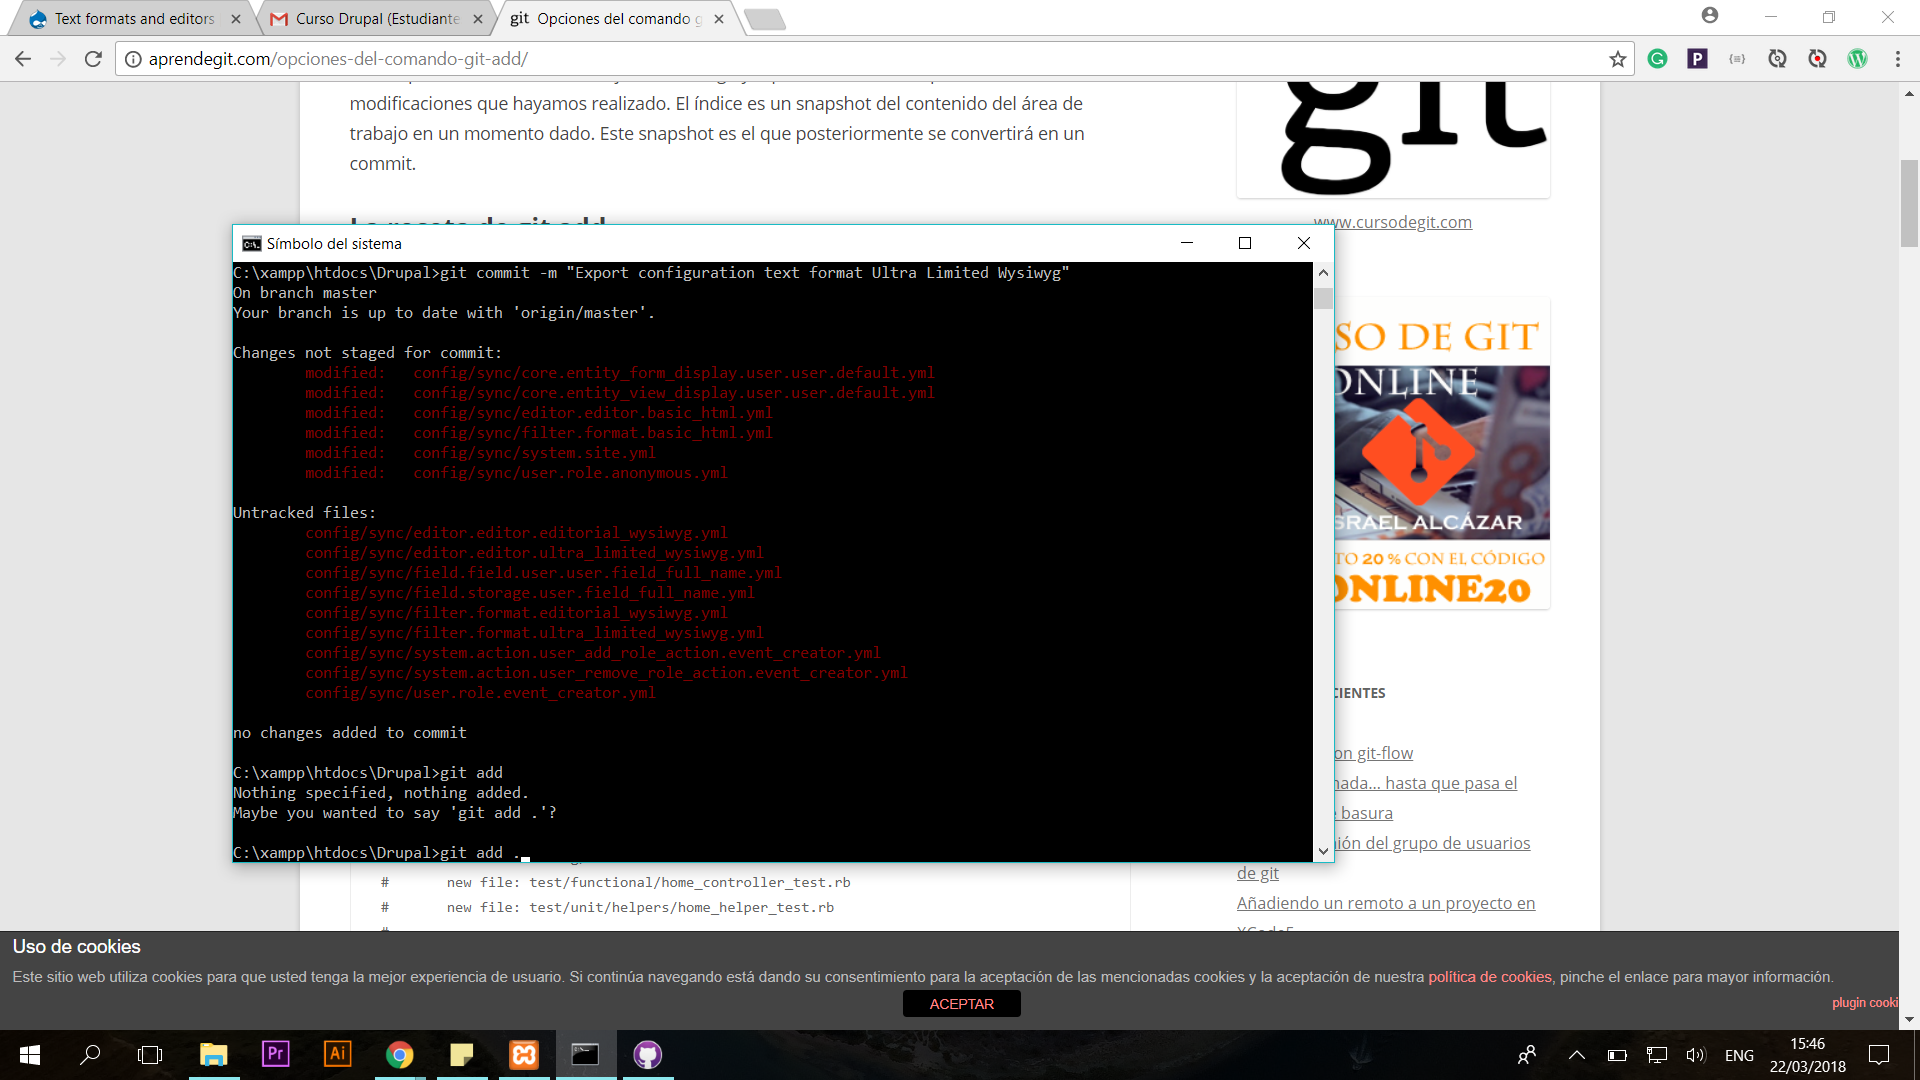 Text formats and editors
Curso Drupal (Estudiante
git Opciones del comando g
aprendegit.com/opciones-del-comando-git-add/
modificaciones que hayamos realizado. El índice es un snapshot del contenido del área de
trabajo en un momento dado. Este snapshot es el que posteriormente se convertirá en un
commit.
git
www.cursodegit.com
Símbolo del sistema
C:\xampp\htdocs\Drupal>git commit -m "Export configuration text format Ultra Limited Wysiwyg"
On branch master
Your branch is up to date with 'origin/master'.
Changes not staged for commit:
modified: config/sync/core.entity_form_display.user.user.default.yml
modified: config/sync/core.entity_view_display.user.user.default.yml
modified: config/sync/editor.editor.basic_html.yml
modified: config/sync/filter.format.basic_html.yml
modified: config/sync/system.site.yml
modified: config/sync/user.role.anonymous.yml
Untracked files:
config/sync/editor.editor.editorial_wysiwyg.yml
config/sync/editor.editor.ultra_limited_wysiwyg.yml
config/sync/field.field.user.user.field_full_name.yml
config/sync/field.storage.user.field_full_name.yml
config/sync/filter.format.editorial_wysiwyg.yml
config/sync/filter.format.ultra_limited_wysiwyg.yml
config/sync/system.action.user_add_role_action.event_creator.yml
config/sync/system.action.user_remove_role_action.event_creator.yml
config/sync/user.role.event_creator.yml
no changes added to commit
C:\xampp\htdocs\Drupal>git add
Nothing specified, nothing added.
Maybe you wanted to say 'git add .'?
C:\xampp\htdocs\Drupal>git add .
SO DE GIT
ONLINE
SRAEL ALCÁZAR
TO 20 % CON EL CÓDIGO
ONLINE20
CIENTES
on git-flow
nada... hasta que pasa el
e basura
nión del grupo de usuarios
de git
Añadiendo un remoto a un proyecto en
# new file: test/functional/home_controller_test.rb
# new file: test/unit/helpers/home_helper_test.rb
Uso de cookies
Este sitio web utiliza cookies para que usted tenga la mejor experiencia de usuario. Si continúa navegando está dando su consentimiento para la aceptación de las mencionadas cookies y la aceptación de nuestra política de cookies, pinche el enlace para mayor información.
ACEPTAR
plugin cooki
Pr
Ai
ENG
15:46
22/03/2018